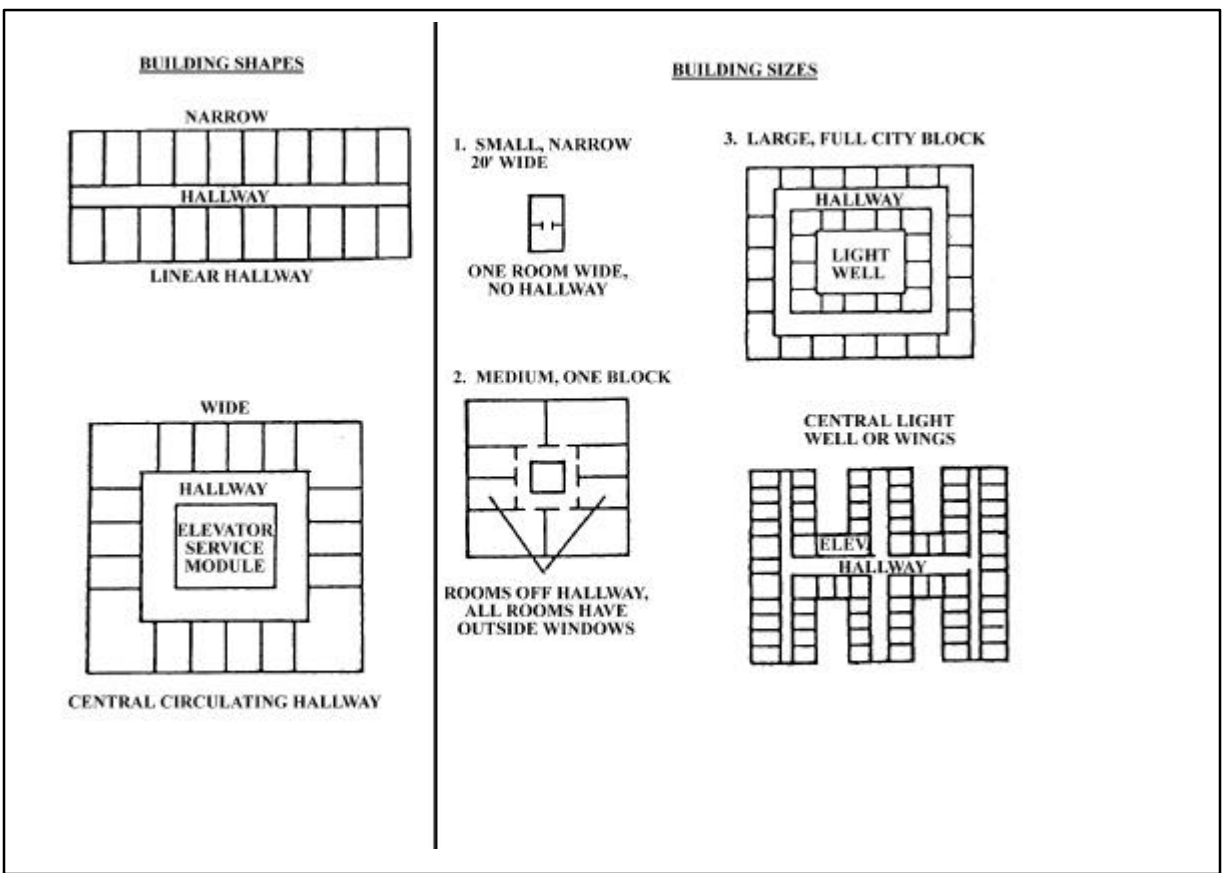 BUILDING SHAPES
NARROW
HALLWAY
LINEAR HALLWAY
WIDE
HALLWAY
ELEVATOR
SERVICE
MODULE
CENTRAL CIRCULATING HALLWAY
BUILDING SIZES
1. SMALL, NARROW
20' WIDE
ONE ROOM WIDE,
NO HALLWAY
2. MEDIUM, ONE BLOCK
ROOMS OFF HALLWAY,
ALL ROOMS HAVE
OUTSIDE WINDOWS
3. LARGE, FULL CITY BLOCK
HALLWAY
LIGHT
WELL
CENTRAL LIGHT
WELL OR WINGS
ELEV.
HALLWAY